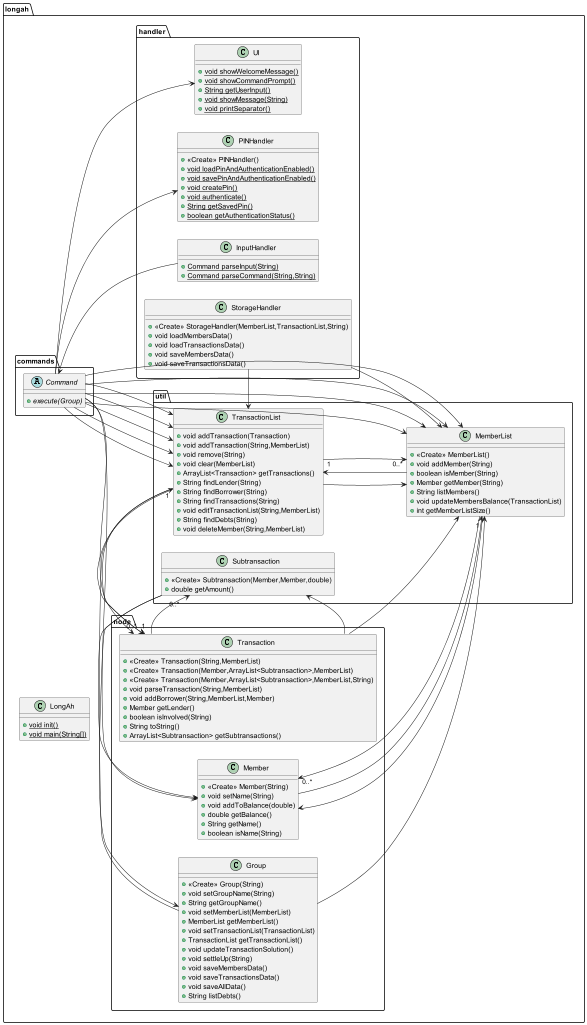 longah
handler
C UI
void showWelcomeMessage()
void showCommandPrompt()
String getUserInput()
void showMessage(String)
void printSeparator()
C PINHandler
«Create» PINHandler()
void loadPinAndAuthenticationEnabled()
void savePinAndAuthenticationEnabled()
void createPin()
void authenticate()
String getSavedPin()
boolean getAuthenticationStatus()
C InputHandler
Command parseInput(String)
Command parseCommand(String,String)
C StorageHandler
«Create» StorageHandler(MemberList,TransactionList,String)
void loadMembersData()
void loadTransactionsData()
void saveMembersData()
void saveTransactionsData()
commands
A Command
execute(Group)
util
C TransactionList
void addTransaction(Transaction)
void addTransaction(String,MemberList)
void remove(String)
void clear(MemberList)
ArrayList<Transaction> getTransactions()
String findLender(String)
String findBorrower(String)
String findTransactions(String)
void editTransactionList(String,MemberList)
String findDebts(String)
void deleteMember(String,MemberList)
C MemberList
«Create» MemberList()
void addMember(String)
boolean isMember(String)
Member getMember(String)
String listMembers()
void updateMembersBalance(TransactionList)
int getMemberListSize()
1
0..*
1
C Subtransaction
«Create» Subtransaction(Member,Member,double)
double getAmount()
0..*
1
node
C Transaction
«Create» Transaction(String,MemberList)
«Create» Transaction(Member,ArrayList<Subtransaction>,MemberList)
«Create» Transaction(Member,ArrayList<Subtransaction>,MemberList,String)
void parseTransaction(String,MemberList)
void addBorrower(String,MemberList,Member)
Member getLender()
boolean isInvolved(String)
String toString()
ArrayList<Subtransaction> getSubtransactions()
C LongAh
void init()
void main(String[])
C Member
«Create» Member(String)
void setName(String)
void addToBalance(double)
double getBalance()
String getName()
boolean isName(String)
0..*
C Group
«Create» Group(String)
void setGroupName(String)
String getGroupName()
void setMemberList(MemberList)
MemberList getMemberList()
void setTransactionList(TransactionList)
TransactionList getTransactionList()
void updateTransactionSolution()
void settleUp(String)
void saveMembersData()
void saveTransactionsData()
void saveAllData()
String listDebts()